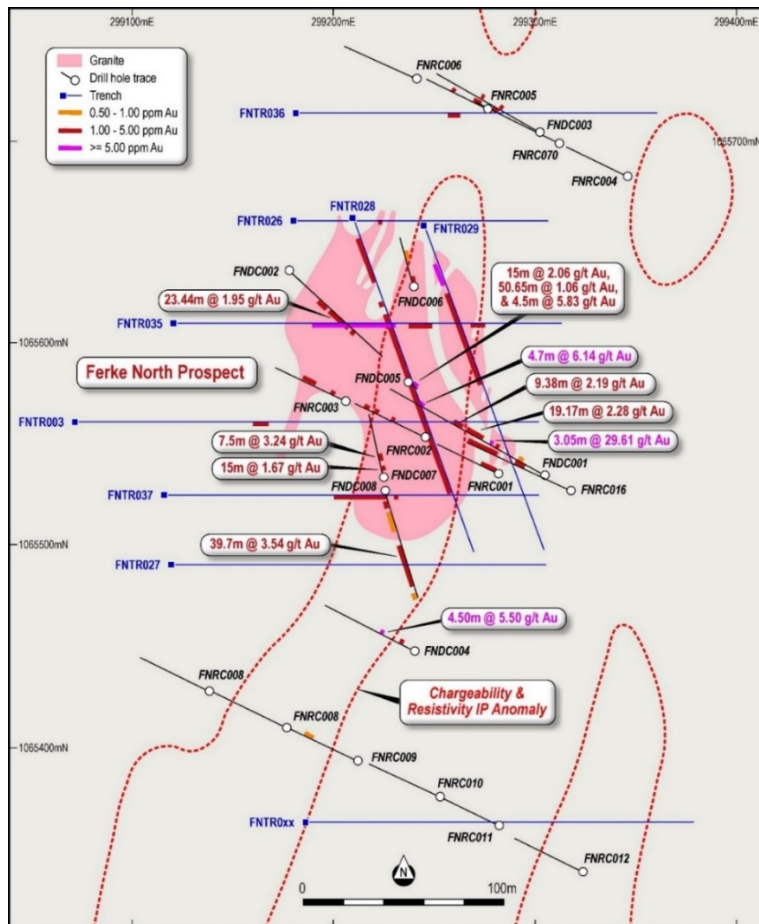 299100mE
299200mE
299300mE
299400mE
Granite
Drill hole trace
Trench
0.50 - 1.00 ppm Au
1.00 - 5.00 ppm Au
>= 5.00 ppm Au
FNRC006
FNRC005
FNTR036
FNDC003
FNRC070
1065700mN
FNRC004
FNTR028
FNTR026
FNTR029
FNDC002
15m @ 2.06 g/t Au,
50.65m @ 1.06 g/t Au,
& 4.5m @ 5.83 g/t Au
23.44m @ 1.95 g/t Au
FNDC006
FNTR035
1065600mN
4.7m @ 6.14 g/t Au
Ferke North Prospect
FNDC005
9.38m @ 2.19 g/t Au
FNRC003
19.17m @ 2.28 g/t Au
FNTR003
7.5m @ 3.24 g/t Au
FNRC002
3.05m @ 29.61 g/t Au
15m @ 1.67 g/t Au
FNDC007
FNDC001
FNDC008
FNRC001
FNRC016
FNTR037
1065500mN
39.7m @ 3.54 g/t Au
FNTR027
4.50m @ 5.50 g/t Au
FNDC004
FNRC008
Chargeability &
Resistivity IP Anomaly
FNRC008
1065400mN
FNRC009
FNRC010
FNTR0xx
FNRC011
FNRC012
N
0
100m